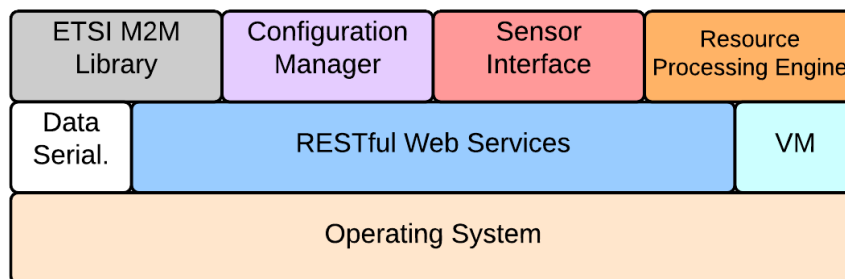 ETSI M2M
Library
Configuration
Manager
Sensor
Interface
Resource
Processing Engine
Data
Serial.
RESTful Web Services
VM
Operating System